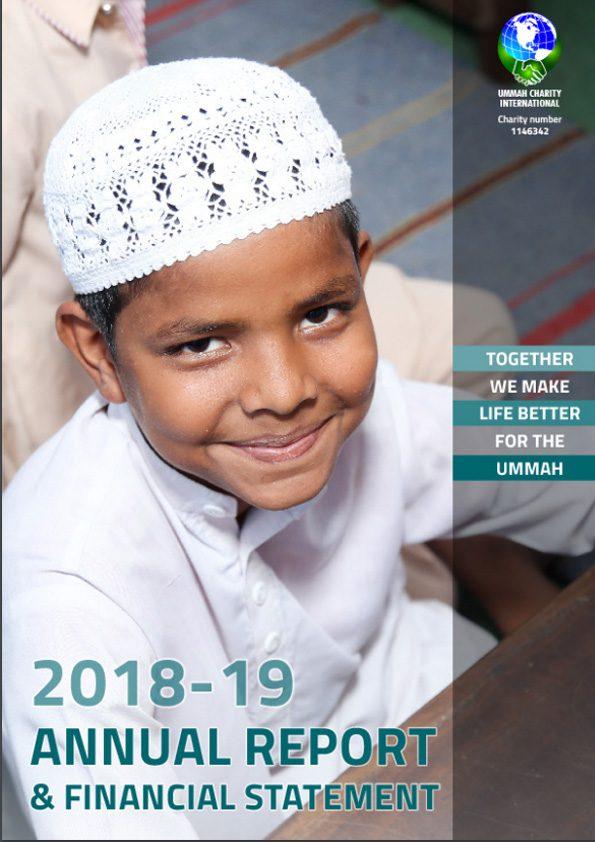 UMMAH CHARITY
INTERNATIONAL
Charity number
1146342
TOGETHER
WE MAKE
LIFE BETTER
FOR THE
UMMAH
2018-19
ANNUAL REPORT
& FINANCIAL STATEMENT